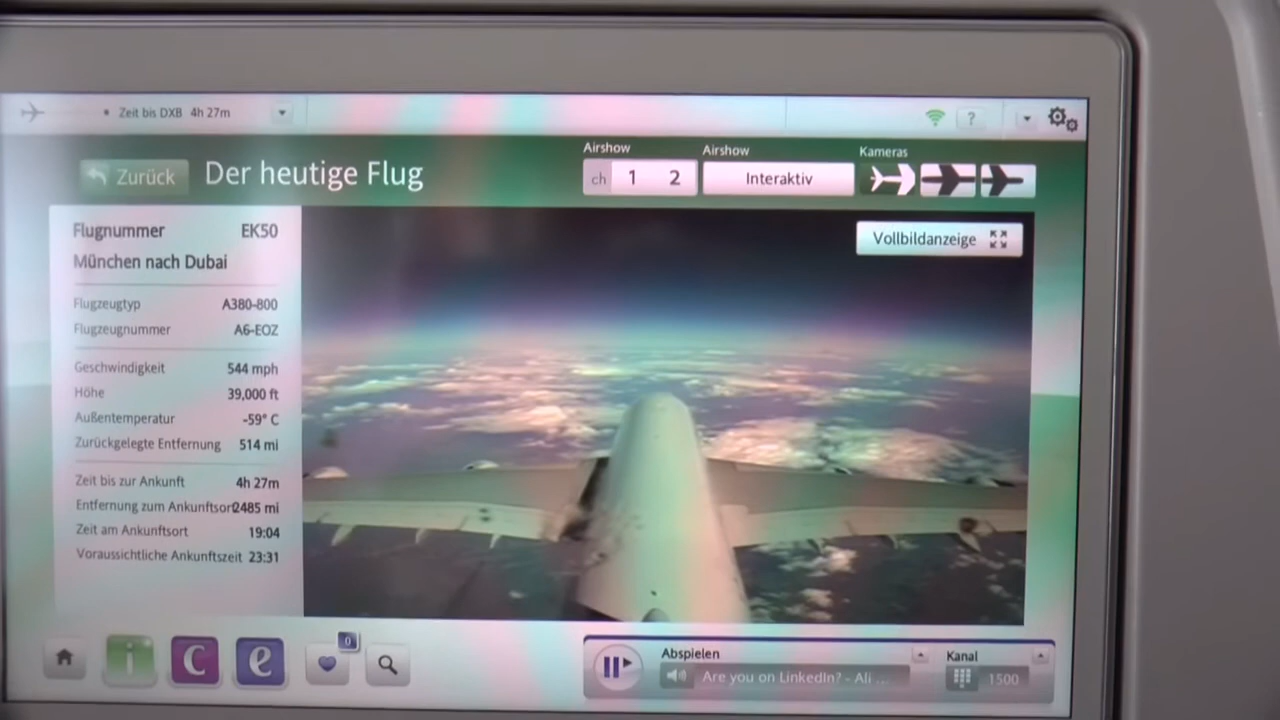 Zeit bis DXB 4h 27m
?
Zurück
Der heutige Flug
Airshow
ch 1 2
Airshow
Interaktiv
Kameras
Flugnummer EK50
München nach Dubai
Flugzeugtyp A380-800
Flugzeugnummer A6-EOZ
Geschwindigkeit 544 mph
Höhe 39,000 ft
Außentemperatur -59° C
Zurückgelegte Entfernung 514 mi
Zeit bis zur Ankunft 4h 27m
Entfernung zum Ankunftsort 2485 mi
Zeit am Ankunftsort 19:04
Voraussichtliche Ankunftszeit 23:31
Vollbildanzeige
i
C
e
0
Abspielen
Are you on LinkedIn? - Ali ...
Kanal
1500